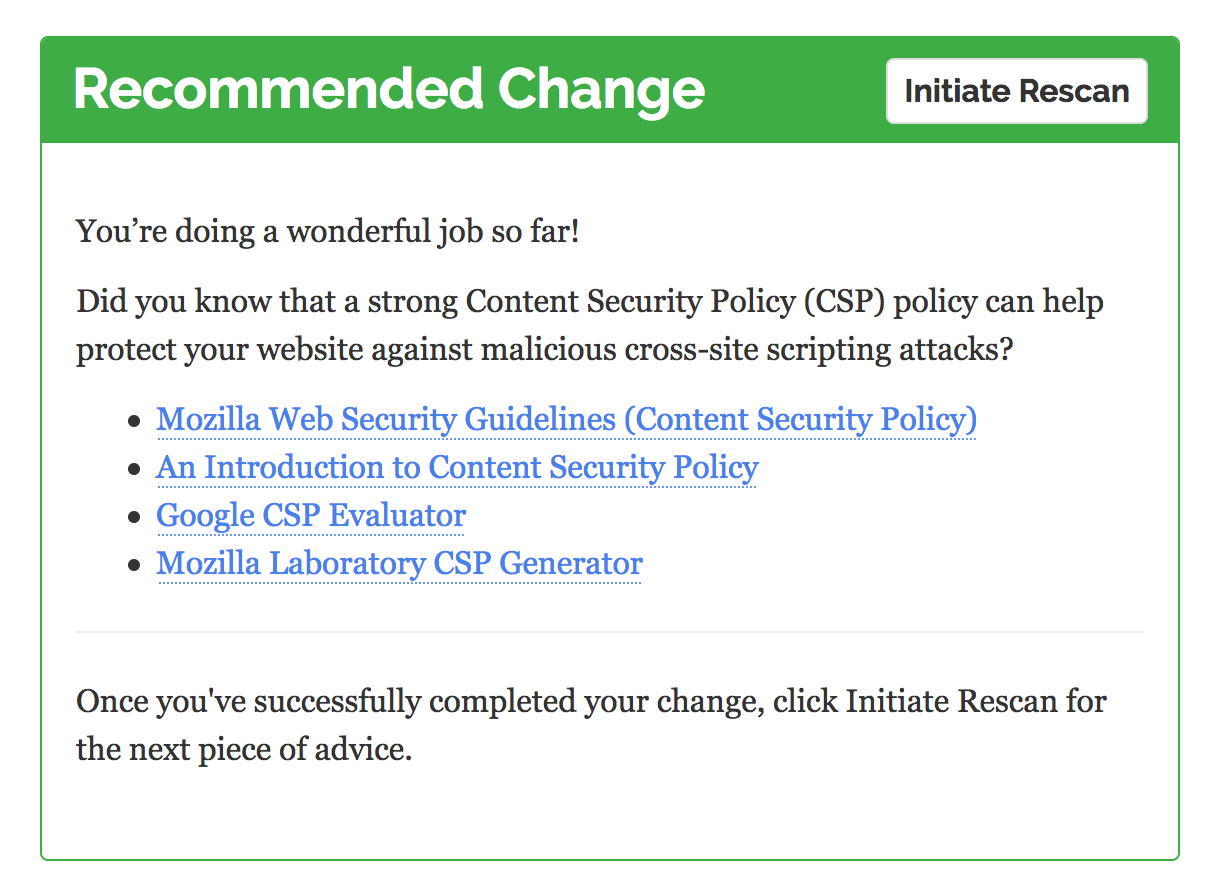 Recommended Change
Initiate Rescan
You’re doing a wonderful job so far!
Did you know that a strong Content Security Policy (CSP) policy can help
protect your website against malicious cross-site scripting attacks?
Mozilla Web Security Guidelines (Content Security Policy)
An Introduction to Content Security Policy
Google CSP Evaluator
Mozilla Laboratory CSP Generator
Once you've successfully completed your change, click Initiate Rescan for
the next piece of advice.